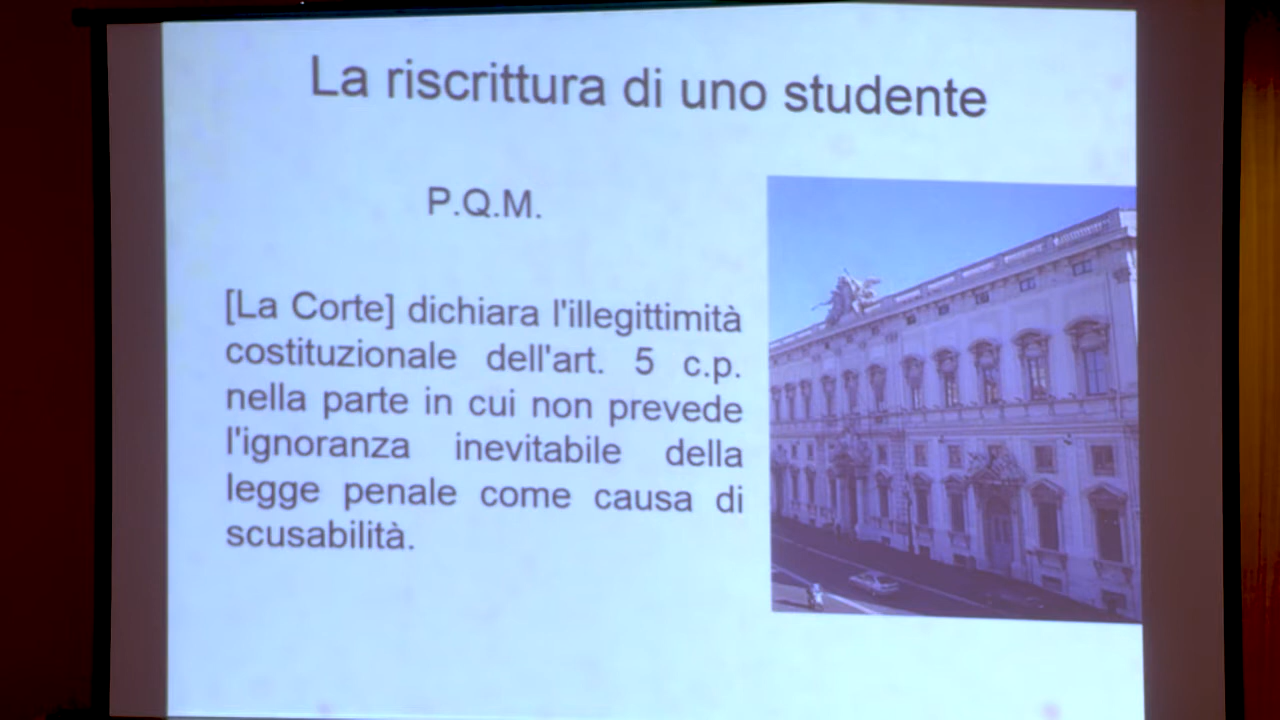 La riscrittura di uno studente
P.Q.M.
[La Corte] dichiara l'illegittimità
costituzionale dell'art. 5 c.p.
nella parte in cui non prevede
l'ignoranza inevitabile della
legge penale come causa di
scusabilità.